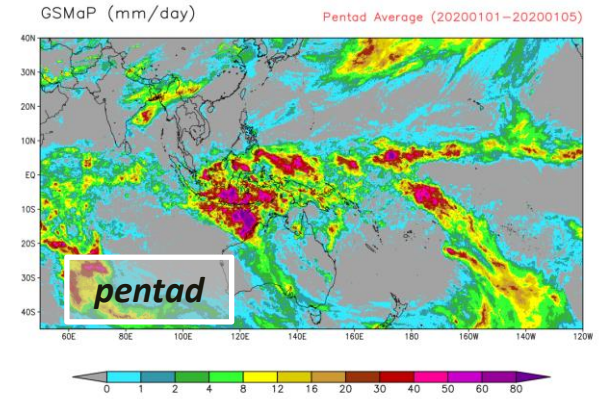 GSMaP (mm/day)
Pentad Average (20200101−20200105)
40N
30N
20N
10N
EQ
10S
20S
30S
40S
pentad
60E 80E 100E 120E 140E 160E 180 160W 140W 120W
0 1 2 4 8 12 16 20 30 40 50 60 80